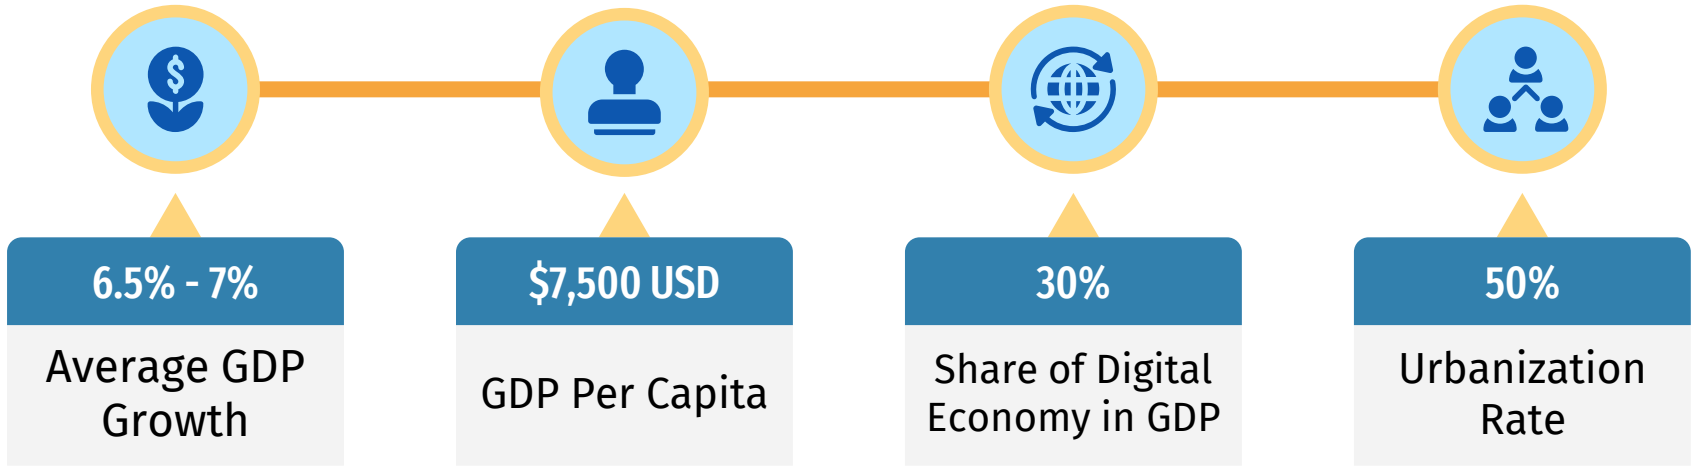 $
6.5% - 7%
Average GDP
Growth
$7,500 USD
GDP Per Capita
30%
Share of Digital
Economy in GDP
50%
Urbanization
Rate